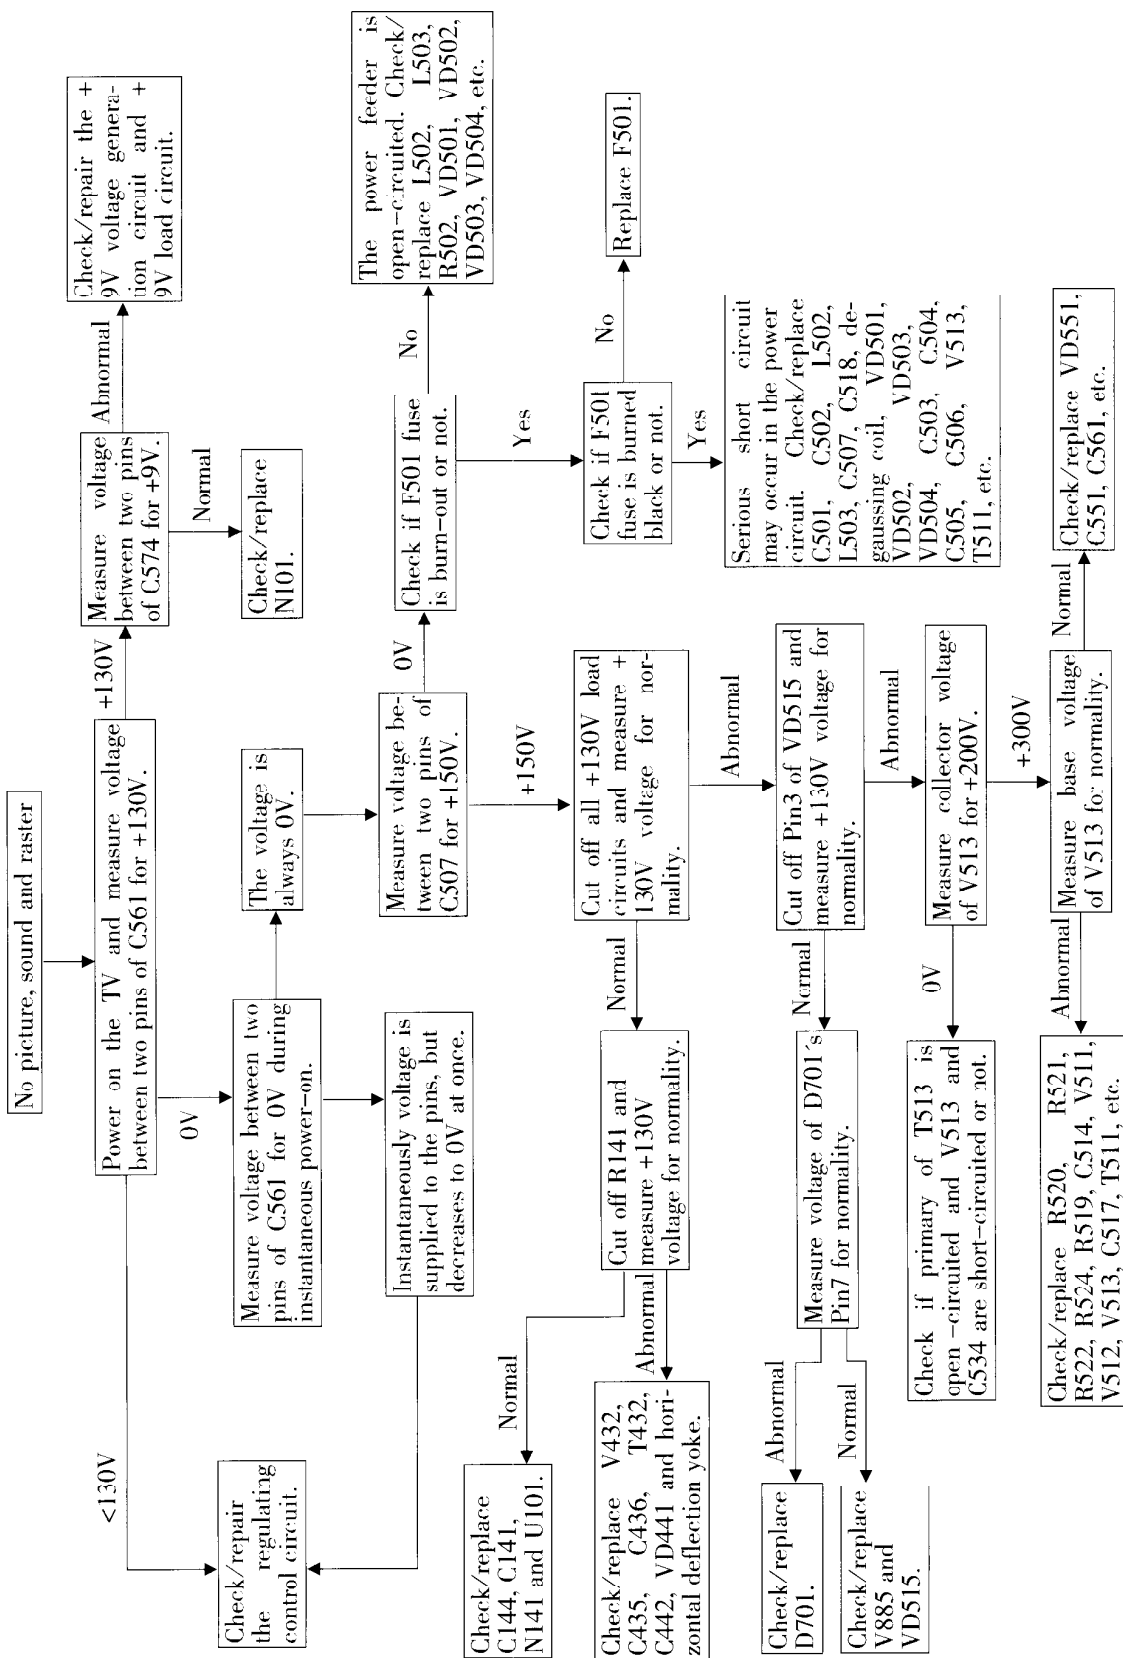 No picture, sound and raster
Power on the TV and measure voltage
between two pins of C561 for +130V.
<130V
0V
+130V
Check/repair
the regulating
control circuit.
Measure voltage between two
pins of C561 for 0V during
instantaneous power-on.
The voltage is
always 0V.
Instantaneously voltage is
supplied to the pins, but
decreases to 0V at once.
Measure voltage
between two pins
of C574 for +9V.
Abnormal
Check/repair the +
9V voltage genera-
tion circuit and +
9V load circuit.
Normal
Check/replace
N101.
Measure voltage be-
tween two pins of
C507 for +150V.
0V
Check if F501 fuse
is burn-out or not.
No
The power feeder is
open-circuited. Check/
replace L502, L503,
R502, VD501, VD502,
VD503, VD504, etc.
Yes
Check if F501
fuse is burned
black or not.
No
Replace F501.
Yes
Serious short circuit
may occur in the power
circuit. Check/replace
C501, C502, L502,
L503, C507, C518, de-
gaussing coil, VD501,
VD502, VD503,
VD504, C503, C504,
C505, C506, V513,
T511, etc.
+150V
Cut off all +130V load
circuits and measure +
130V voltage for nor-
mality.
Normal
Cut off R141 and
measure +130V
voltage for normality.
Normal
Check/replace
C144, C141,
N141 and U101.
Abnormal
Check/replace V432,
C435, C436, T432,
C442, VD441 and hori-
zontal deflection yoke.
Abnormal
Cut off Pin3 of VD515 and
measure +130V voltage for
normality.
Normal
Measure voltage of D701's
Pin7 for normality.
Abnormal
Check/replace
D701.
Normal
Check/replace
V885 and
VD515.
Abnormal
Measure collector voltage
of V513 for +200V.
0V
Check if primary of T513 is
open-circuited and V513 and
C534 are short-circuited or not.
+300V
Measure base voltage
of V513 for normality.
Normal
Check/replace VD551,
C551, C561, etc.
Abnormal
Check/replace R520, R521,
R522, R524, R519, C514, V511,
V512, V513, C517, T511, etc.